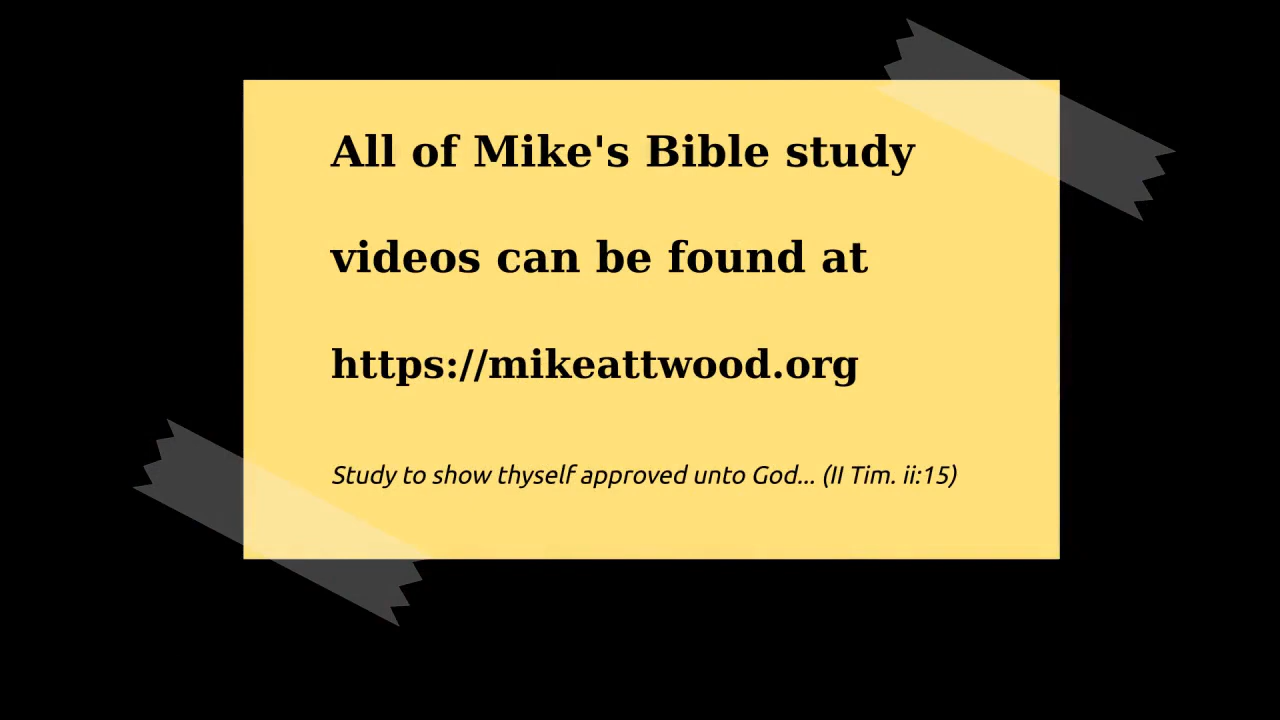 All of Mike's Bible study
videos can be found at
https://mikeattwood.org
Study to show thyself approved unto God... (II Tim. ii:15)